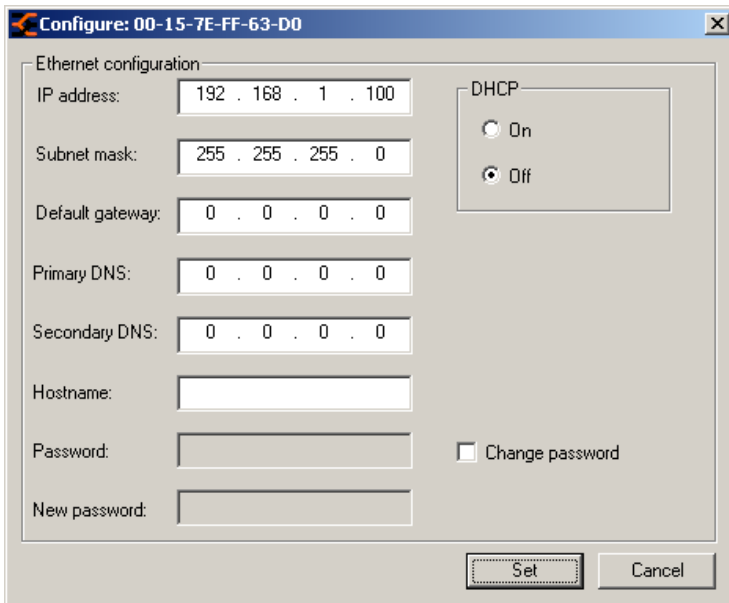 Configure: 00-15-7E-FF-63-D0
Ethernet configuration
IP address: 192 . 168 . 1 . 100
DHCP
On
Subnet mask: 255 . 255 . 255 . 0
Off
Default gateway: 0 . 0 . 0 . 0
Primary DNS: 0 . 0 . 0 . 0
Secondary DNS: 0 . 0 . 0 . 0
Hostname:
Password:
Change password
New password:
Set
Cancel